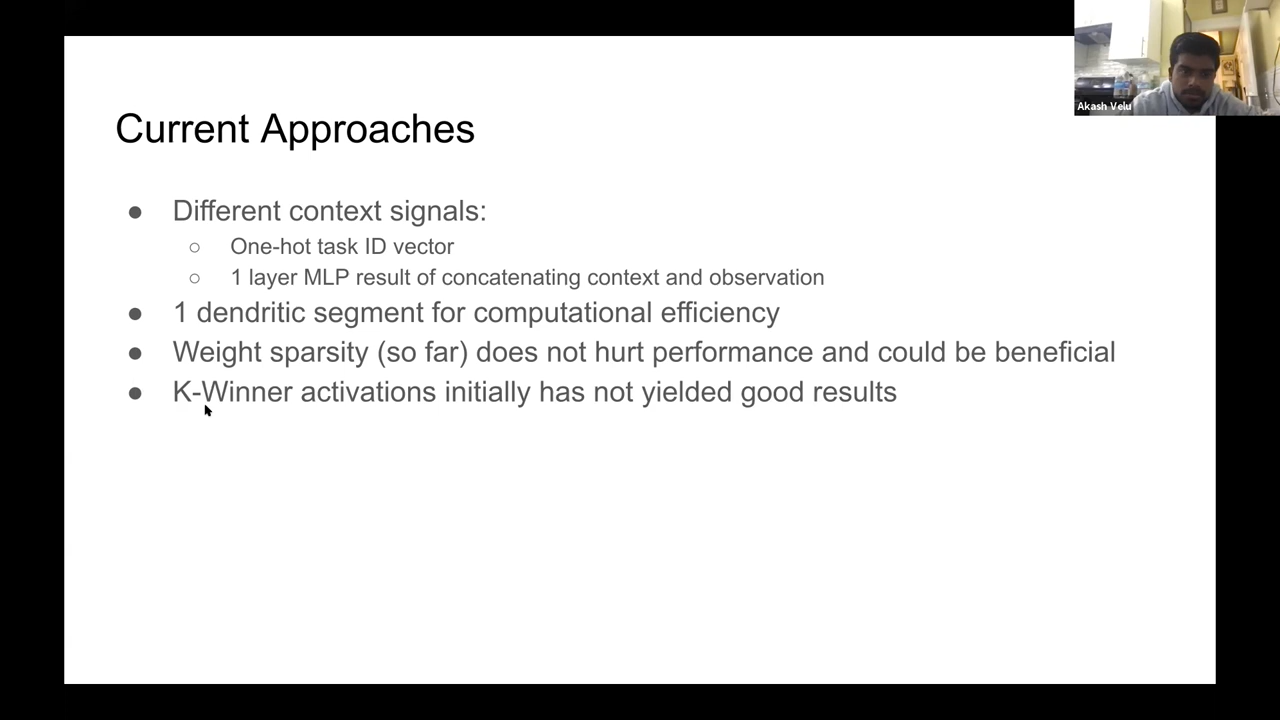 Akash Velu
Current Approaches
● Different context signals:
○ One-hot task ID vector
○ 1 layer MLP result of concatenating context and observation
● 1 dendritic segment for computational efficiency
● Weight sparsity (so far) does not hurt performance and could be beneficial
● K-Winner activations initially has not yielded good results